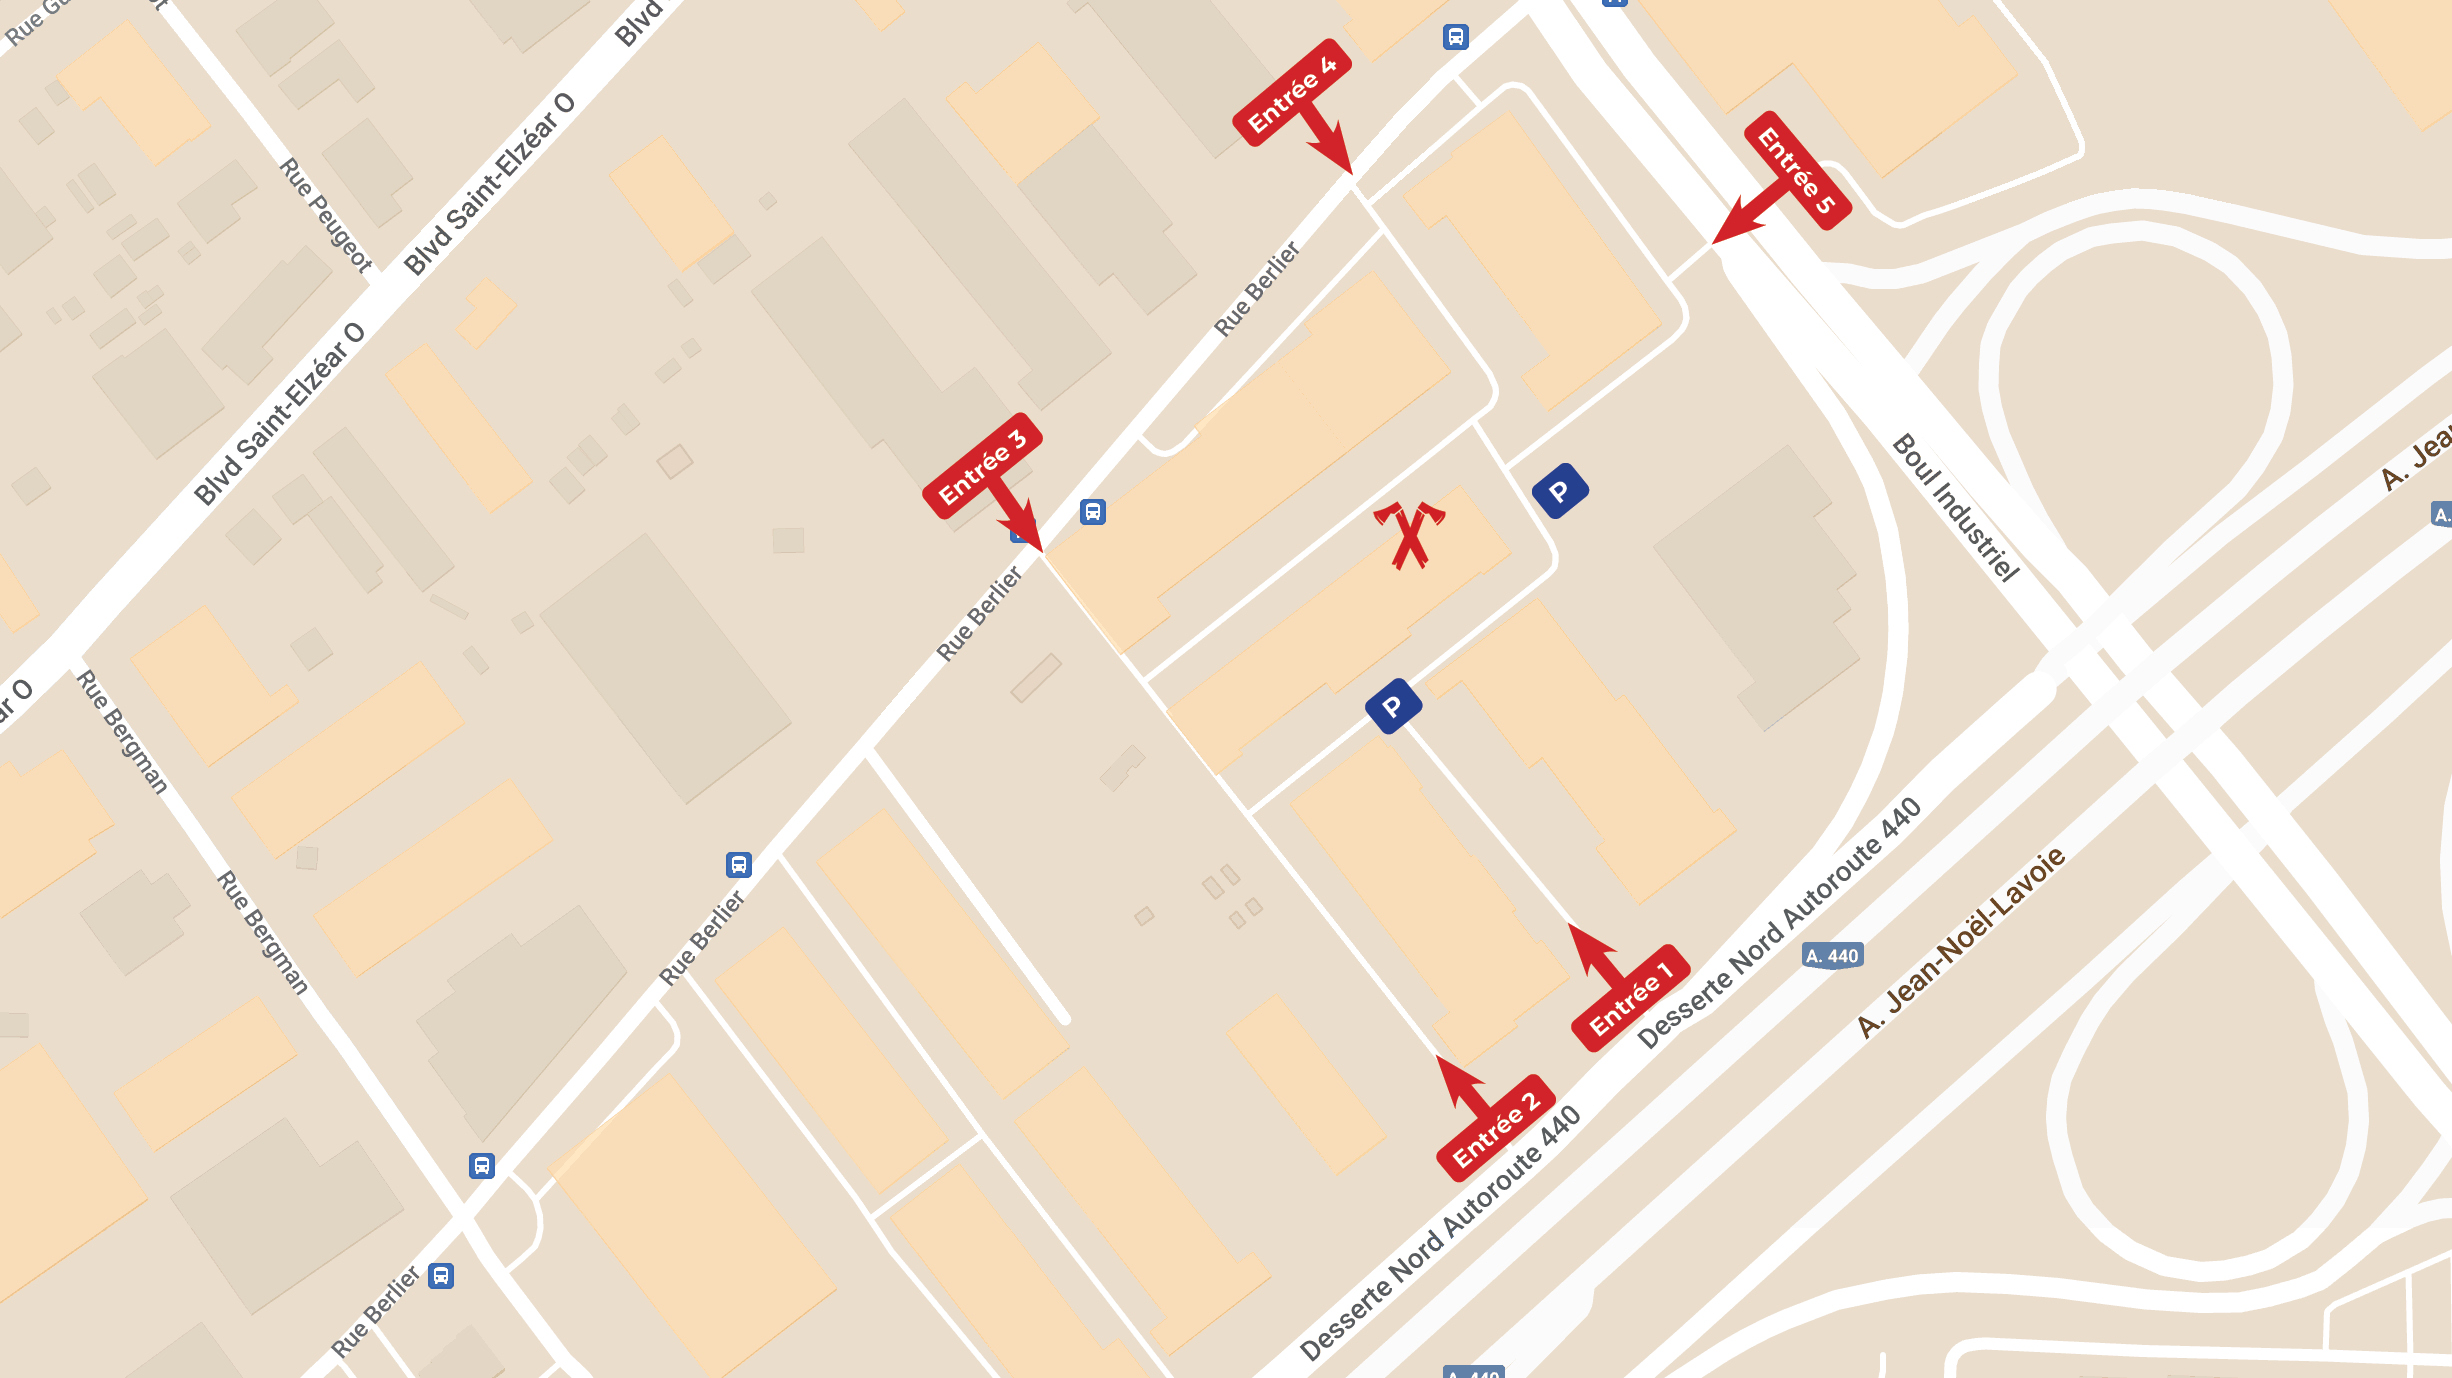 Blvd
Entrée 4
Blvd Saint-Elzéar O
Entrée 5
Rue Peugeot
Rue Berlier
Blvd Saint-Elzéar O
Entrée 3
P
Boul Industriel
A.
Rue Berlier
Rue Bergman
P
Rue Bergman
Rue Berlier
Desserte Nord Autoroute 440
A. Jean-Noël-Lavoie
A. 440
Entrée 1
Entrée 2
Desserte Nord Autoroute 440
Rue Berlier
A. 440